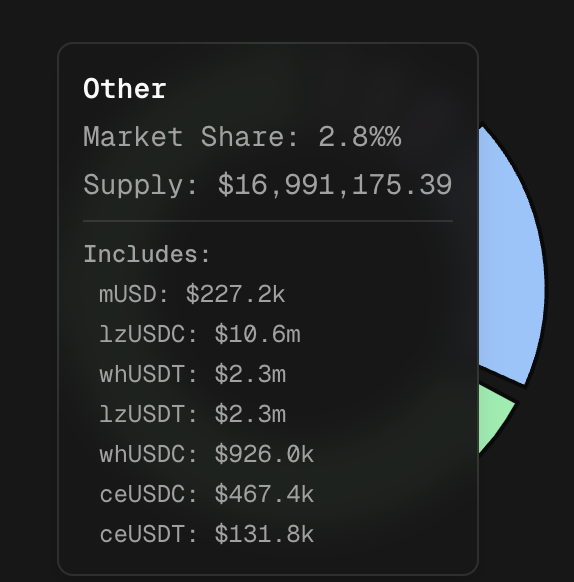 Other
Market Share: 2.8%%
Supply: $16,991,175.39
Includes:
mUSD: $227.2k
lzUSDC: $10.6m
whUSDT: $2.3m
lzUSDT: $2.3m
whUSDC: $926.0k
ceUSDC: $467.4k
ceUSDT: $131.8k